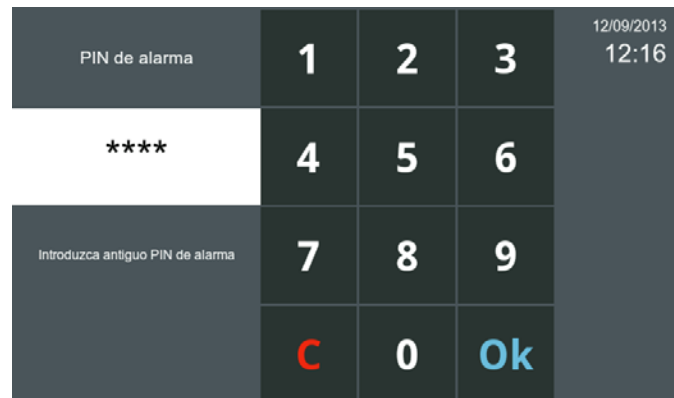 12/09/2013
PIN de alarma 1 2 3 12:16
**** 4 5 6
Introduzca antiguo PIN de alarma 7 8 9
C 0 Ok